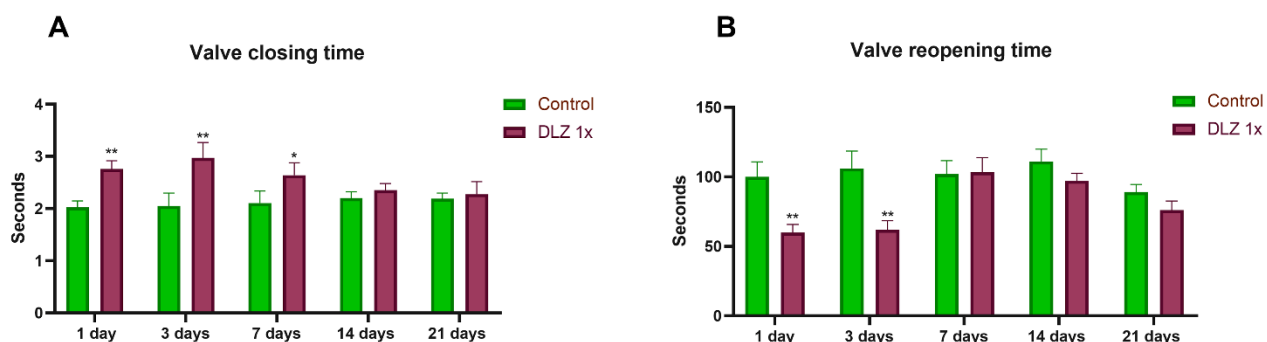 A
Valve closing time
Control
DLZ 1x
Seconds
4
3
2
1
0
**
**
*
1 day
3 days
7 days
14 days
21 days
B
Valve reopening time
Control
DLZ 1x
Seconds
150
100
50
0
**
**
1 day
3 days
7 days
14 days
21 days